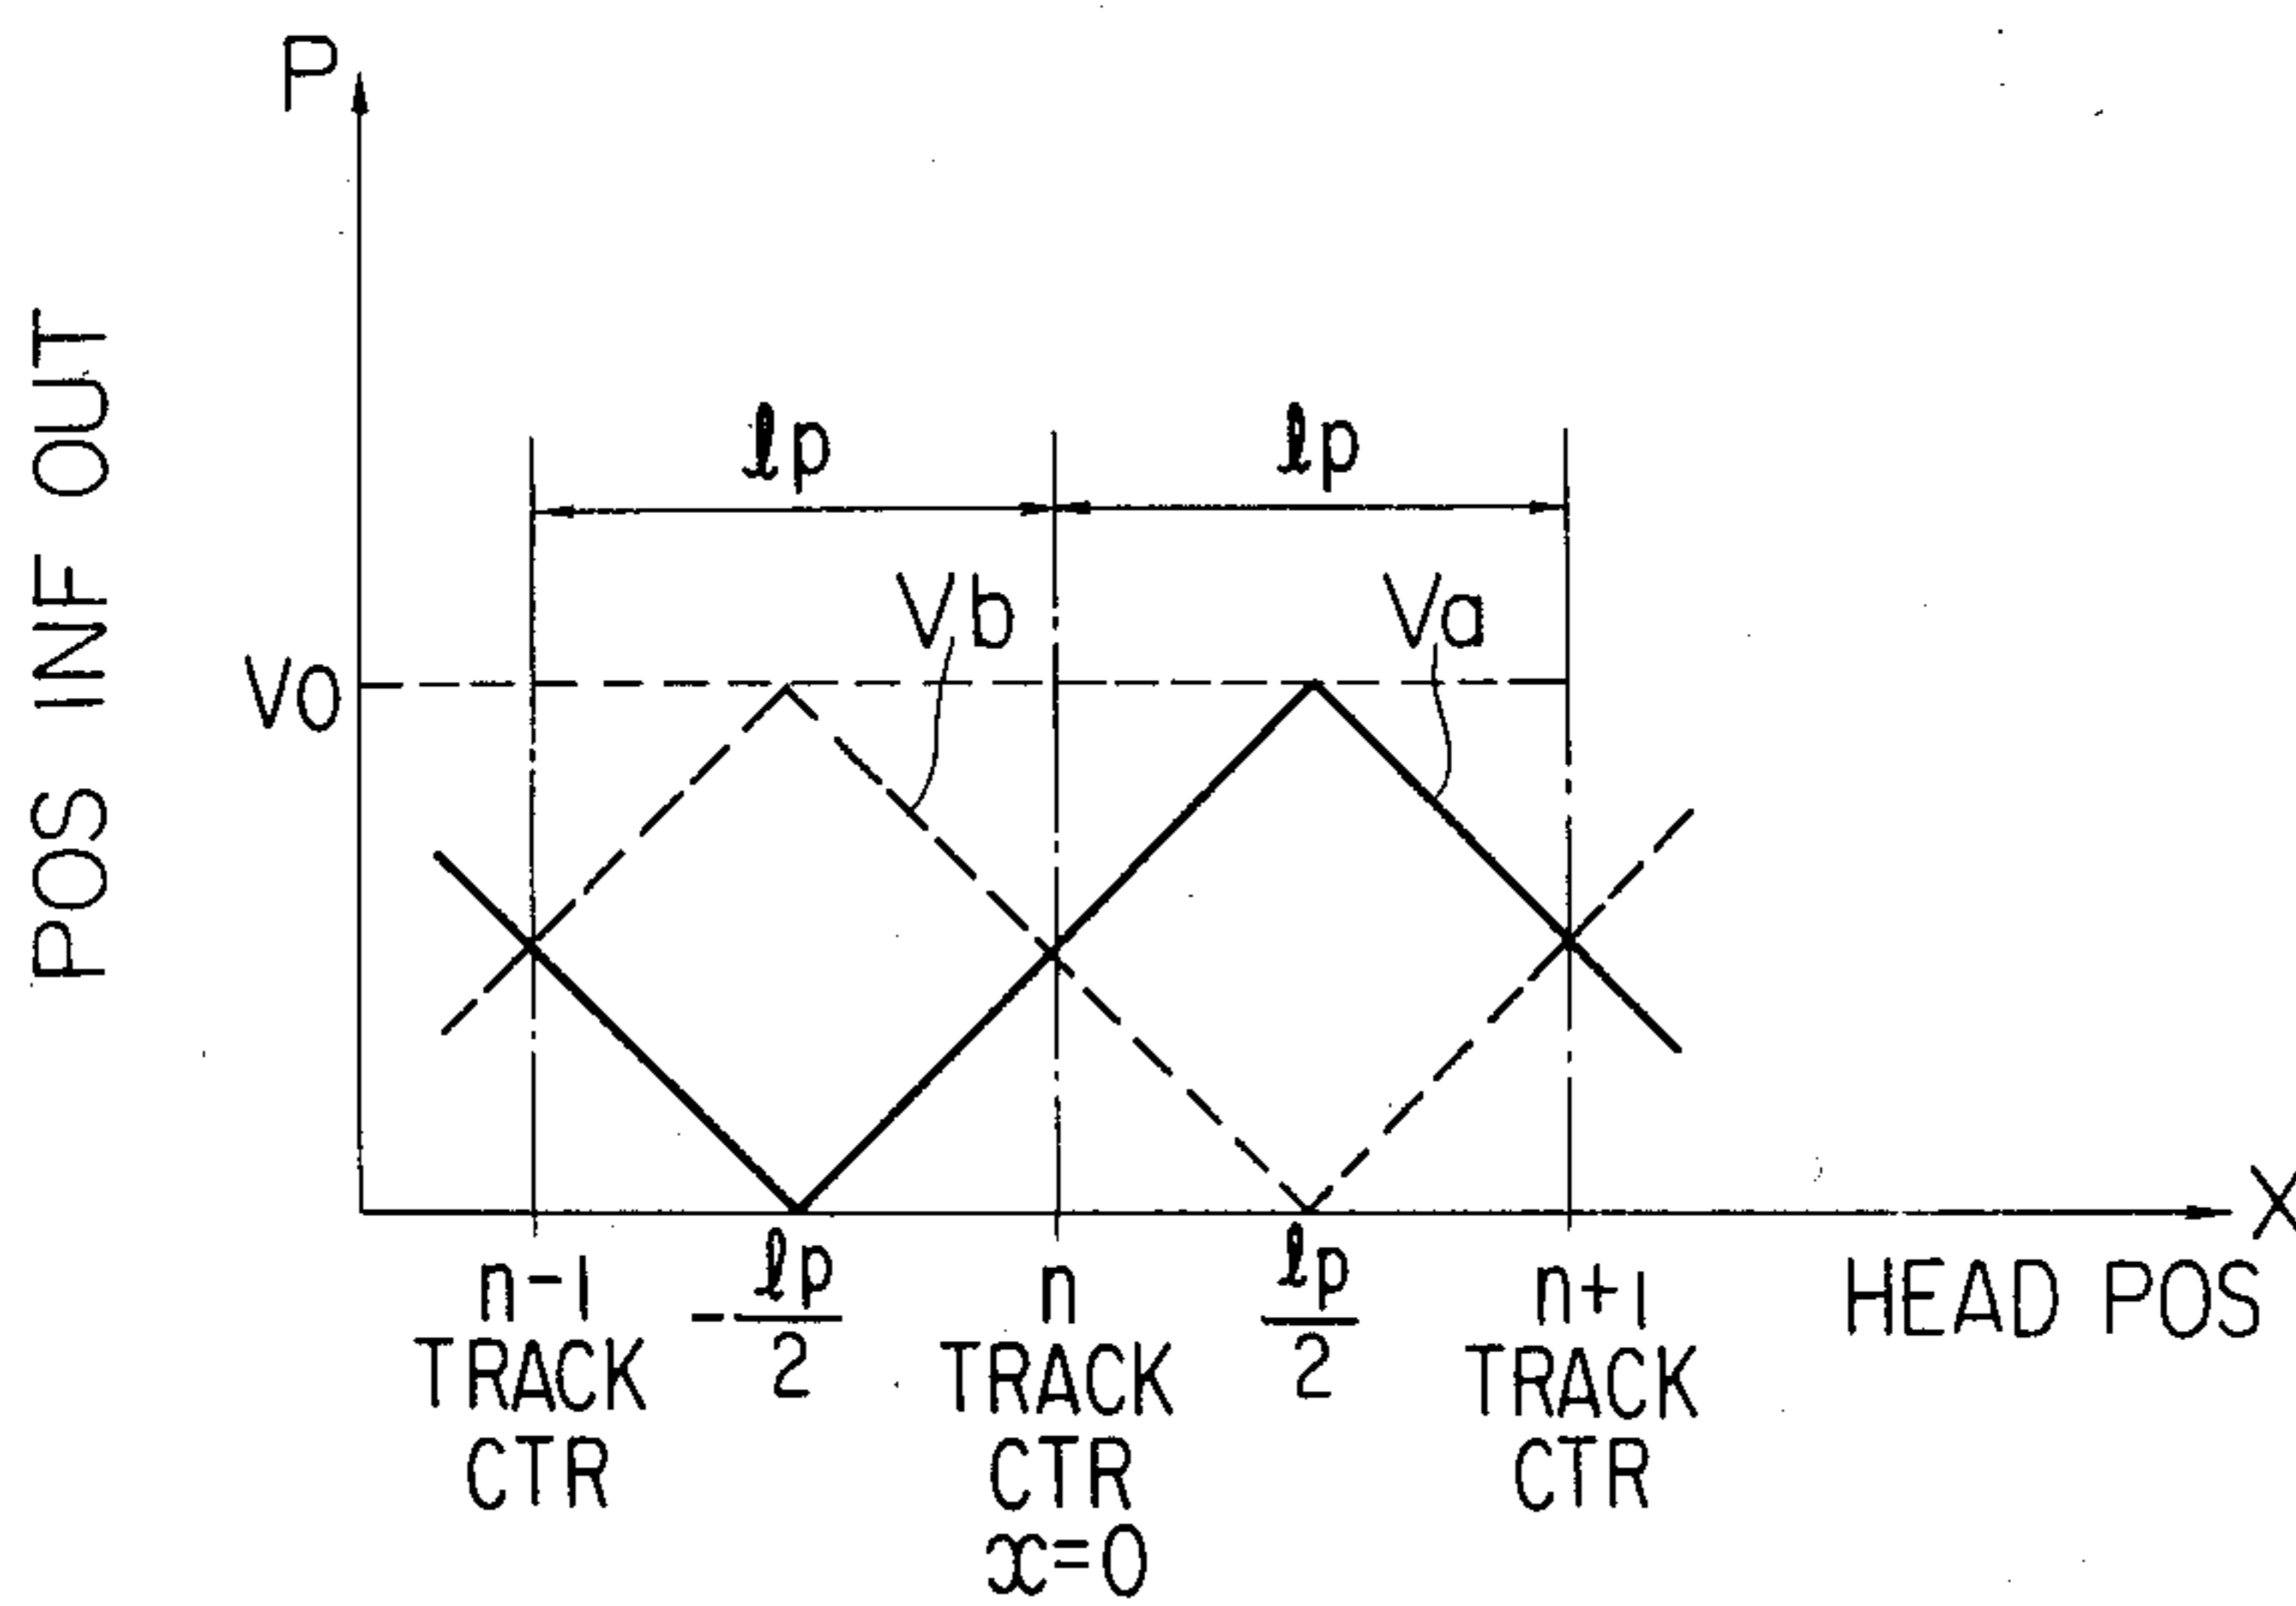 P
POS INF OUT
ℓp
ℓp
Vb
Va
V0
X
HEAD POS
n-1
TRACK
CTR
-ℓp/2
n
TRACK
CTR
x=0
ℓp/2
n+1
TRACK
CTR